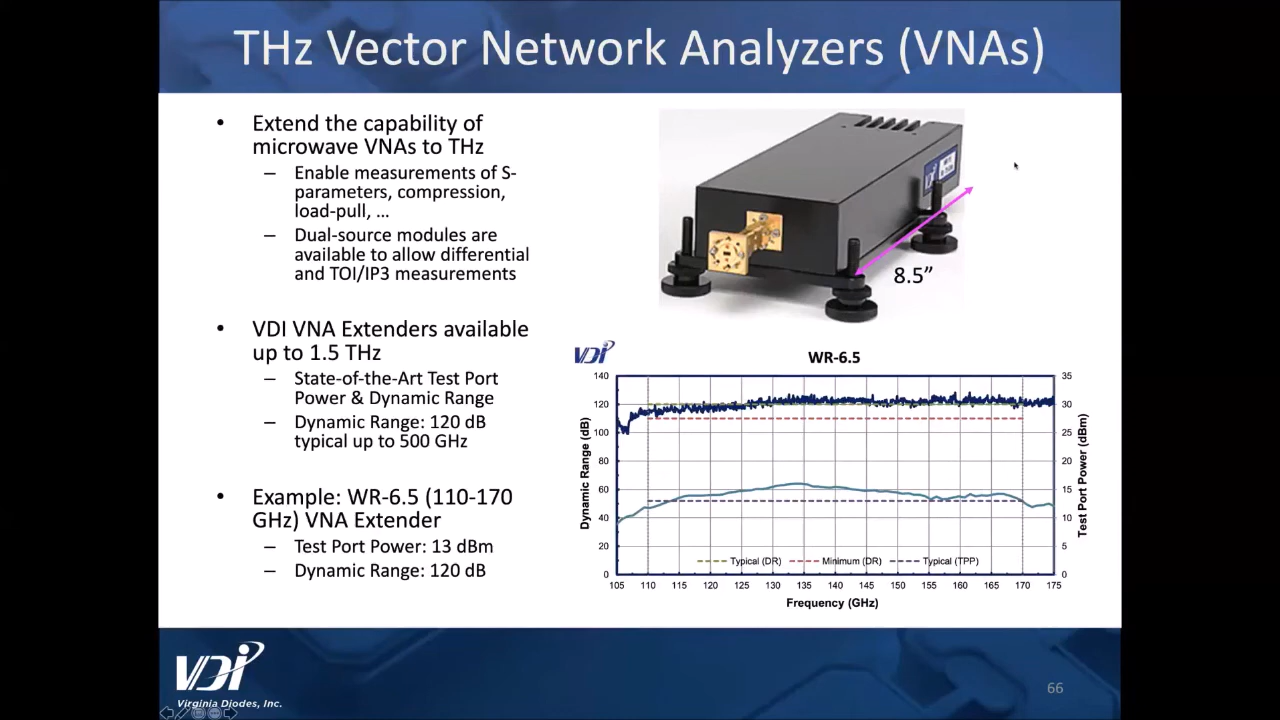 THz Vector Network Analyzers (VNAs)
• Extend the capability of
microwave VNAs to THz
– Enable measurements of S-
parameters, compression,
load-pull, …
– Dual-source modules are
available to allow differential
and TOI/IP3 measurements
• VDI VNA Extenders available
up to 1.5 THz
– State-of-the-Art Test Port
Power & Dynamic Range
– Dynamic Range: 120 dB
typical up to 500 GHz
• Example: WR-6.5 (110-170
GHz) VNA Extender
– Test Port Power: 13 dBm
– Dynamic Range: 120 dB
VDI
8.5”
VDI
WR-6.5
Dynamic Range (dB)
140
120
100
80
60
40
20
0
35
30
25
20
15
10
5
0
Test Port Power (dBm)
Typical (DR) Minimum (DR) Typical (TPP)
105 110 115 120 125 130 135 140 145 150 155 160 165 170 175
Frequency (GHz)
VDI
Virginia Diodes, Inc.
66